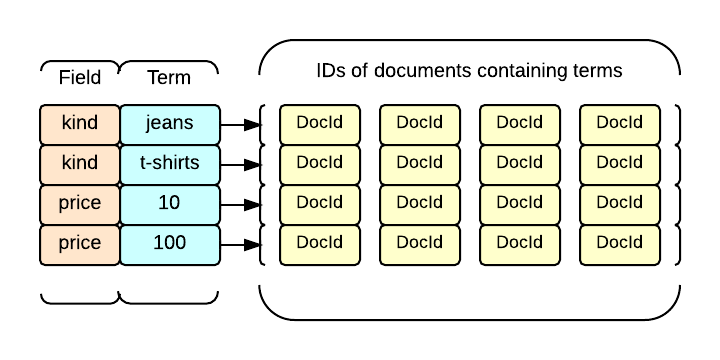 Field Term IDs of documents containing terms
kind jeans DocId DocId DocId DocId
kind t-shirts DocId DocId DocId DocId
price 10 DocId DocId DocId DocId
price 100 DocId DocId DocId DocId